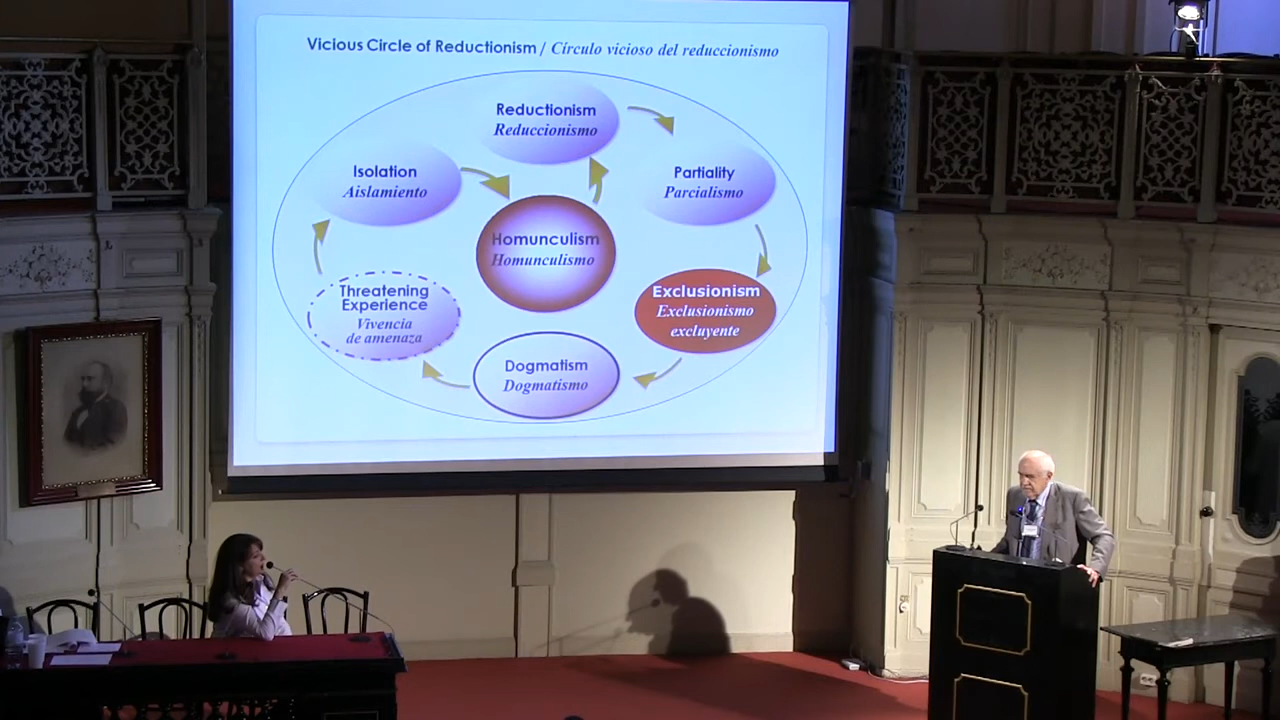 Vicious Circle of Reductionism / Círculo vicioso del reduccionismo
Reductionism
Reduccionismo
Partiality
Parcialismo
Exclusionism
Exclusionismo
excluyente
Dogmatism
Dogmatismo
Threatening
Experience
Vivencia
de amenaza
Isolation
Aislamiento
Homunculism
Homunculismo